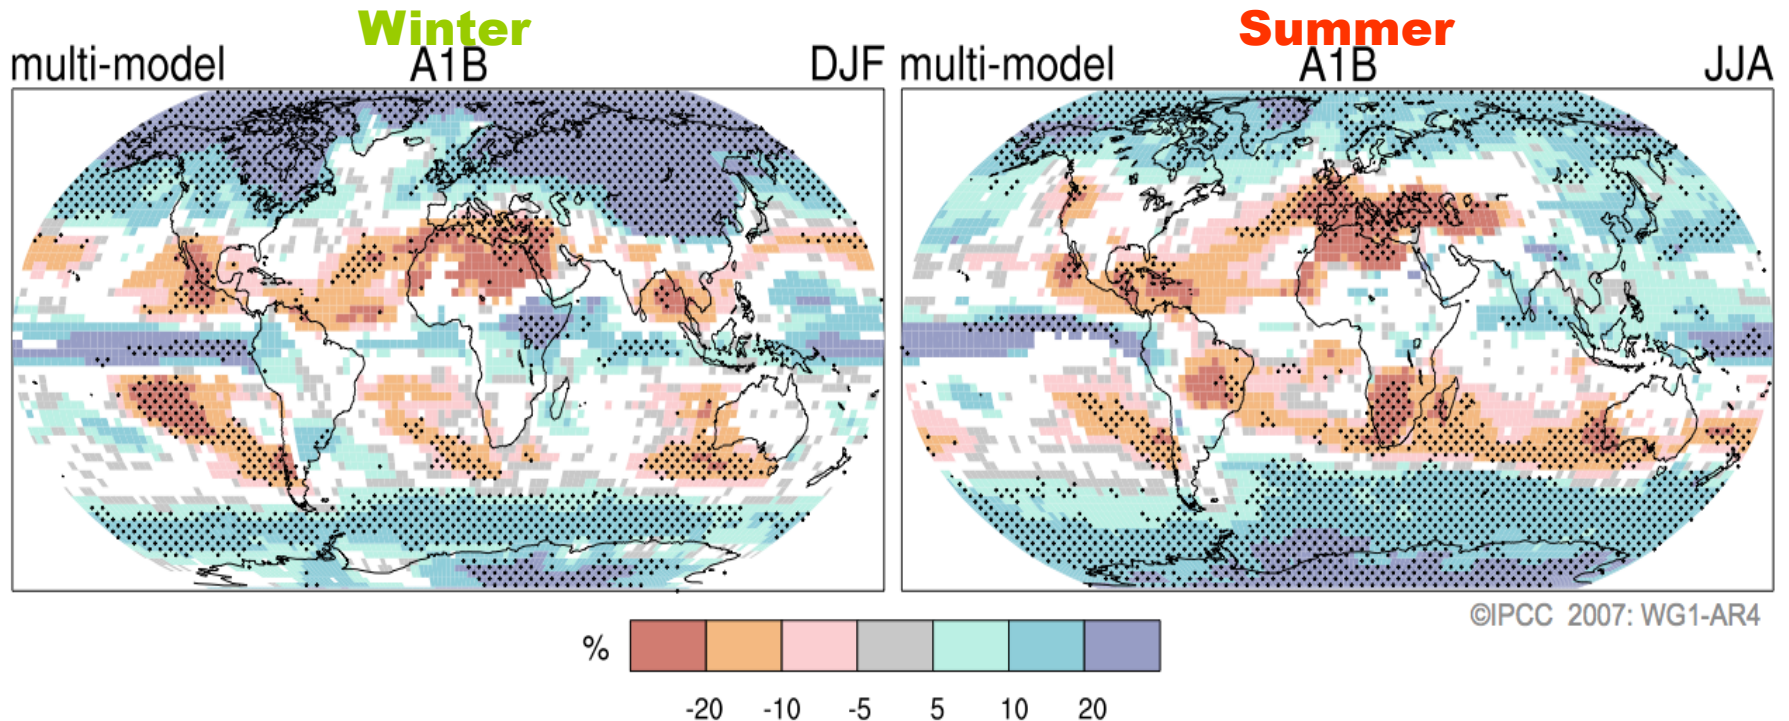 Winter
Summer
multi-model A1B DJF
multi-model A1B JJA
©IPCC 2007: WG1-AR4
%
-20 -10 -5 5 10 20